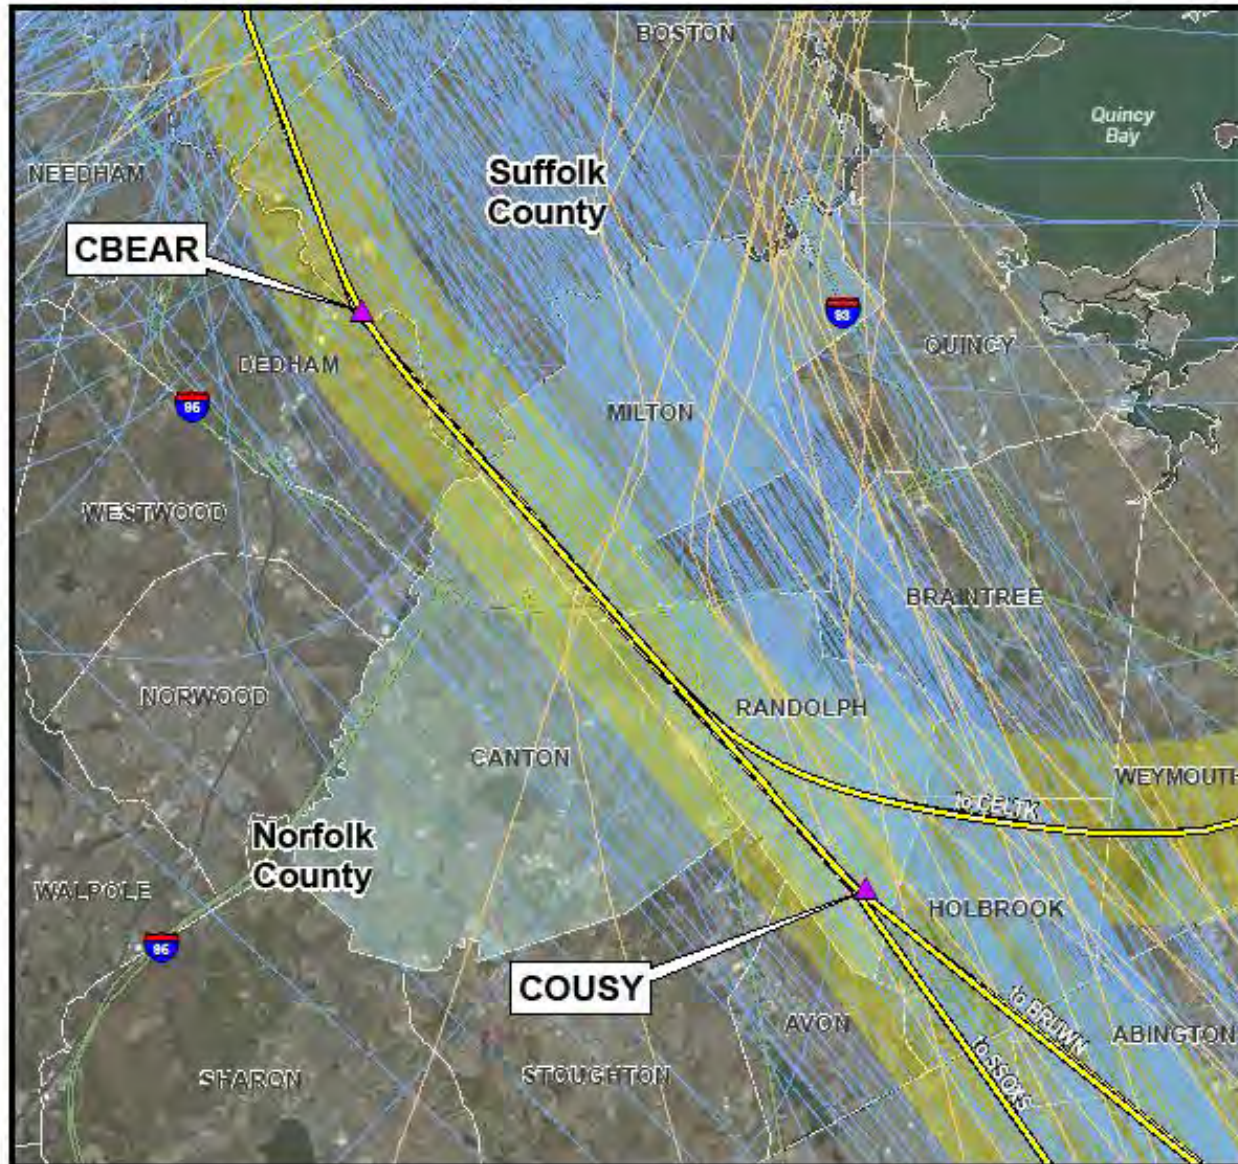 BOSTON
Quincy
Bay
NEEDHAM
Suffolk
County
CBEAR
93
QUINCY
DEDHAM
95
MILTON
WESTWOOD
BRAINTREE
NORWOOD
RANDOLPH
CANTON
WEYMOUTH
to CELTK
Norfolk
County
WALPOLE
HOLBROOK
95
COUSY
AVON
to BRUWN
ABINGTON
to SSOXS
SHARON
STOUGHTON